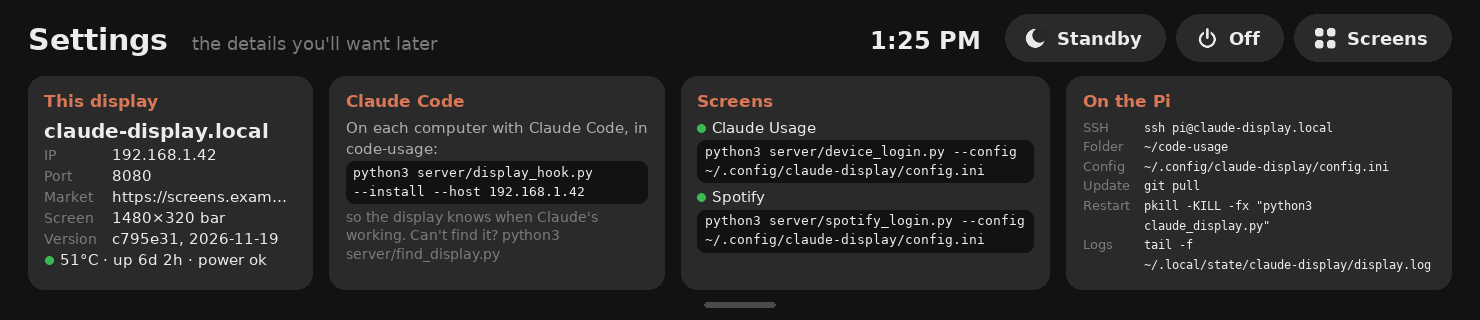 Settings the details you'll want later
1:25 PM
Standby
Off
Screens
This display
claude-display.local
IP 192.168.1.42
Port 8080
Market https://screens.exam...
Screen 1480×320 bar
Version c795e31, 2026-11-19
51°C · up 6d 2h · power ok
Claude Code
On each computer with Claude Code, in
code-usage:
python3 server/display_hook.py
--install --host 192.168.1.42
so the display knows when Claude's
working. Can't find it? python3
server/find_display.py
Screens
Claude Usage
python3 server/device_login.py --config
~/.config/claude-display/config.ini
Spotify
python3 server/spotify_login.py --config
~/.config/claude-display/config.ini
On the Pi
SSH ssh pi@claude-display.local
Folder ~/code-usage
Config ~/.config/claude-display/config.ini
Update git pull
Restart pkill -KILL -fx "python3
claude_display.py"
Logs tail -f
~/.local/state/claude-display/display.log